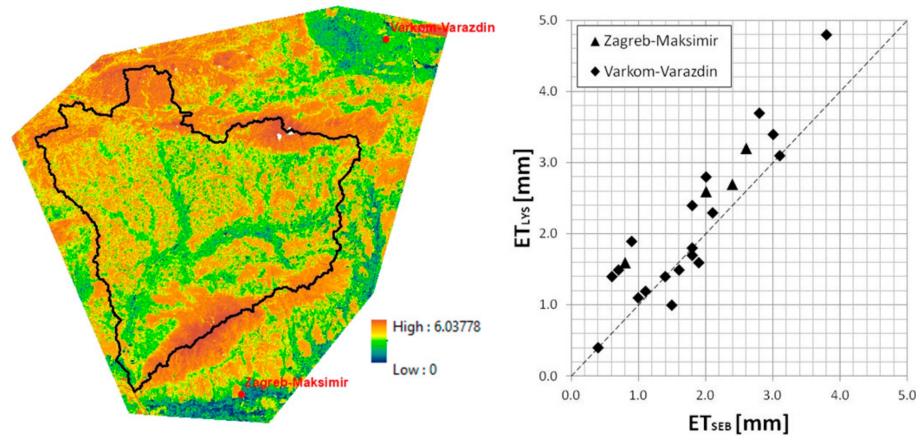 Varkom-Varazdin
High : 6.03778
Low : 0
Zagreb-Maksimir
Zagreb-Maksimir
Varkom-Varazdin
ETLYS [mm]
5.0
4.0
3.0
2.0
1.0
0.0
0.0
1.0
2.0
3.0
4.0
5.0
ETSEB [mm]